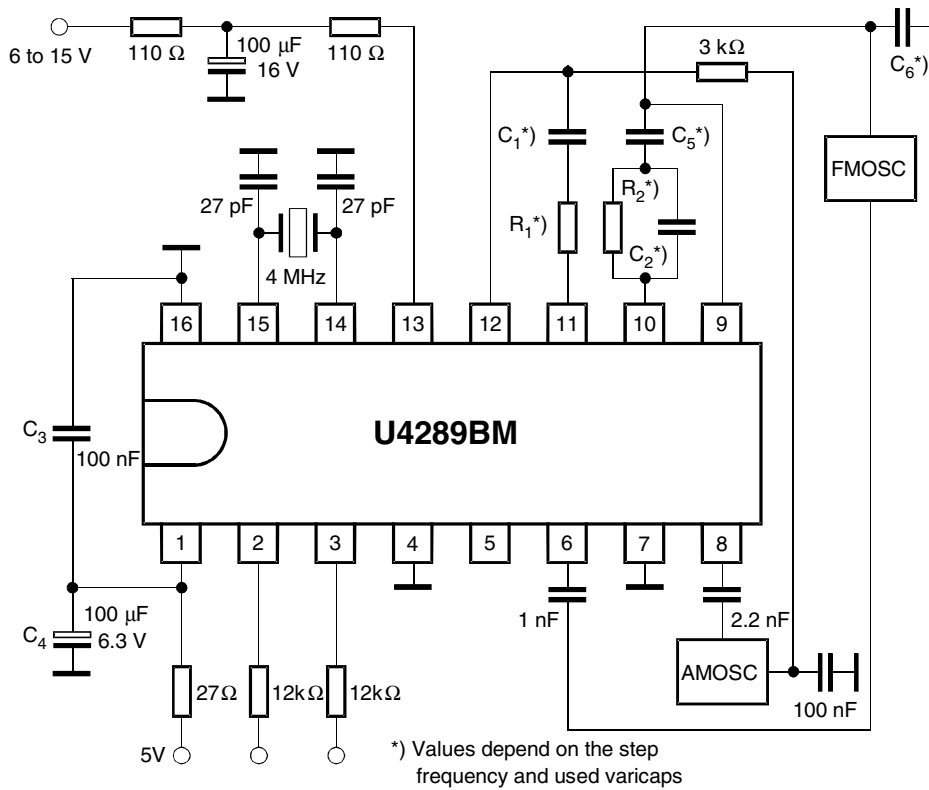 6 to 15 V
110 Ω
100 μF
16 V
110 Ω
3 kΩ
C6*)
C1*)
C5*)
FMOSC
27 pF
27 pF
R2*)
R1*)
C2*)
4 MHz
16
15
14
13
12
11
10
9
U4289BM
C3
100 nF
1
2
3
4
5
6
7
8
100 μF
6.3 V
C4
1 nF
2.2 nF
27Ω
12kΩ
12kΩ
AMOSC
100 nF
5V
*) Values depend on the step
frequency and used varicaps